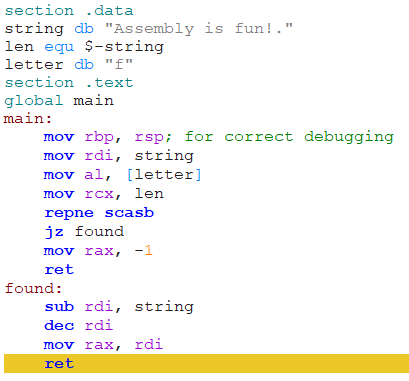 section .data
string db "Assembly is fun!."
len equ $-string
letter db "f"
section .text
global main
main:
    mov rbp, rsp; for correct debugging
    mov rdi, string
    mov al, [letter]
    mov rcx, len
    repne scasb
    jz found
    mov rax, -1
    ret
found:
    sub rdi, string
    dec rdi
    mov rax, rdi
    ret